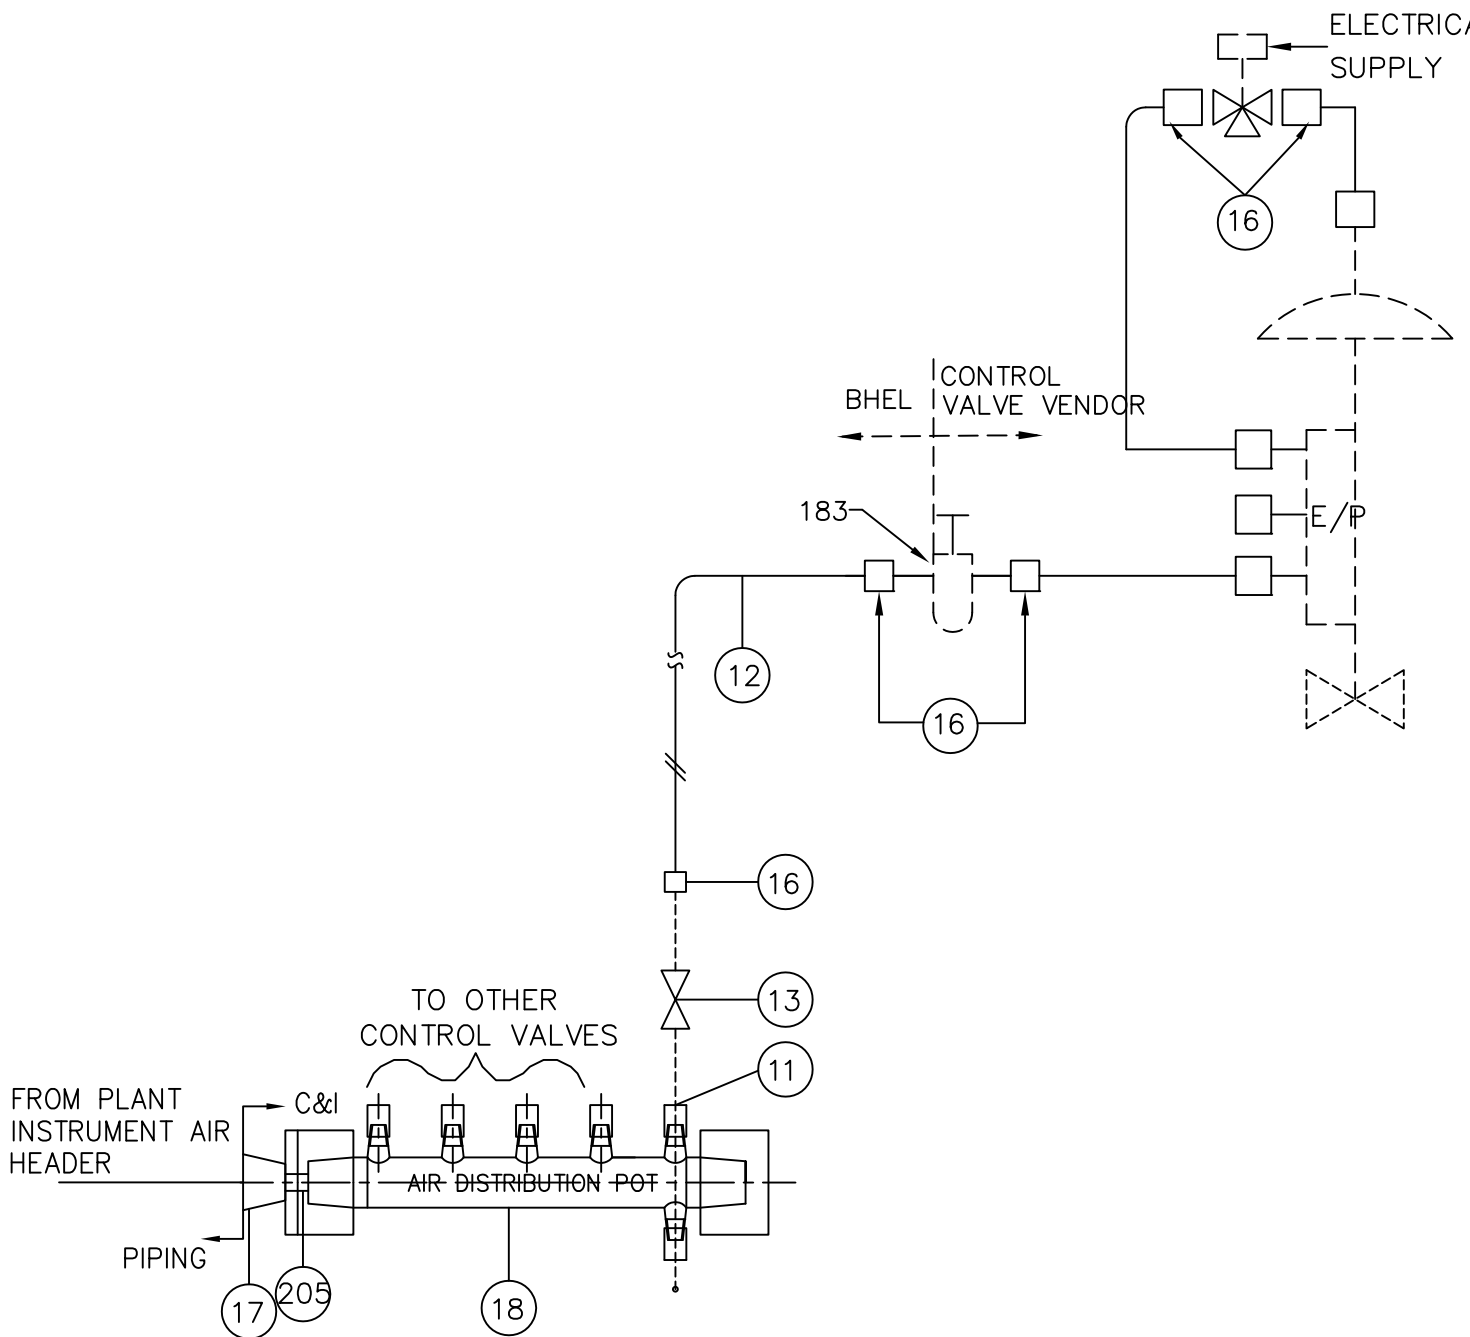 ELECTRICA
SUPPLY
16
BHEL
CONTROL
VALVE VENDOR
183
E/P
12
16
16
13
TO OTHER
CONTROL VALVES
11
FROM PLANT
INSTRUMENT AIR
HEADER
C&I
AIR DISTRIBUTION POT
PIPING
17
205
18